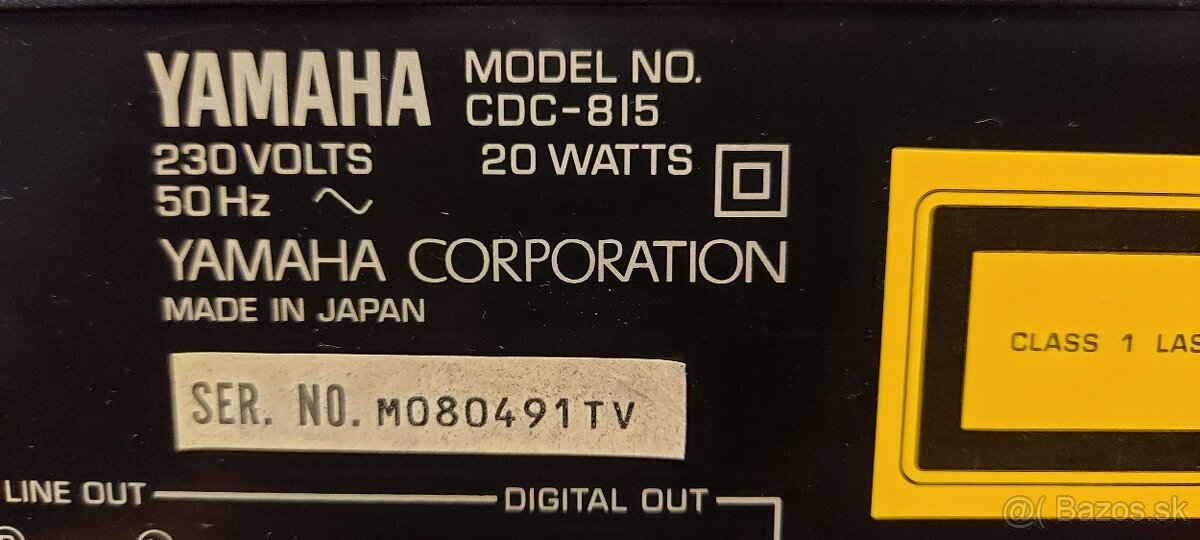 YAMAHA MODEL NO.
CDC-815
230 VOLTS 20 WATTS
50 Hz
YAMAHA CORPORATION
MADE IN JAPAN
CLASS 1 LAS
SER. NO. M080491TV
LINE OUT DIGITAL OUT
@( Bazos.sk